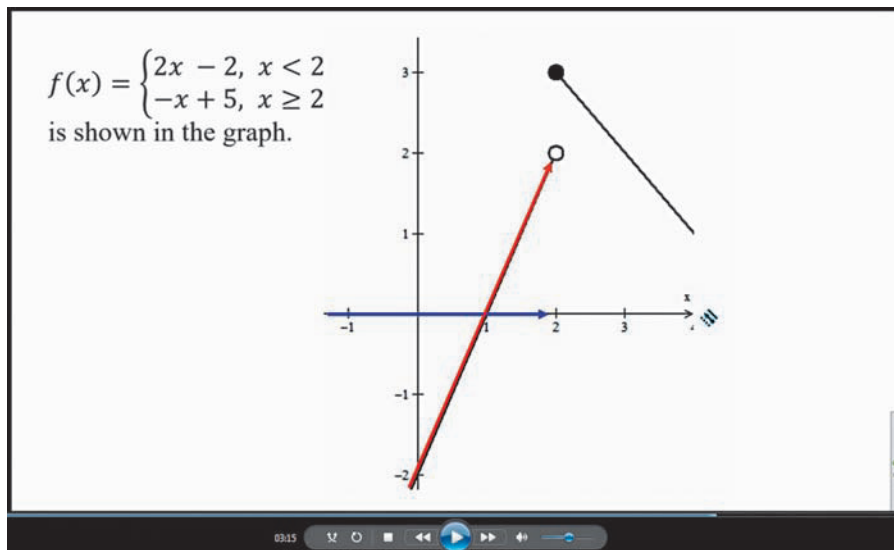 f(x) = {2x − 2, x < 2
−x + 5, x ≥ 2
is shown in the graph.
3
2
1
x
−1
1
2
3
−1
−2
03:15